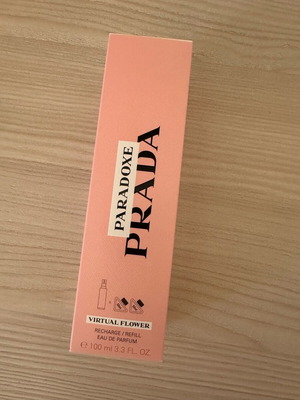 PARADOXE
PRADA
VIRTUAL FLOWER
RECHARGE / REFILL
EAU DE PARFUM
℮ 100 ml 3.3 FL. OZ.